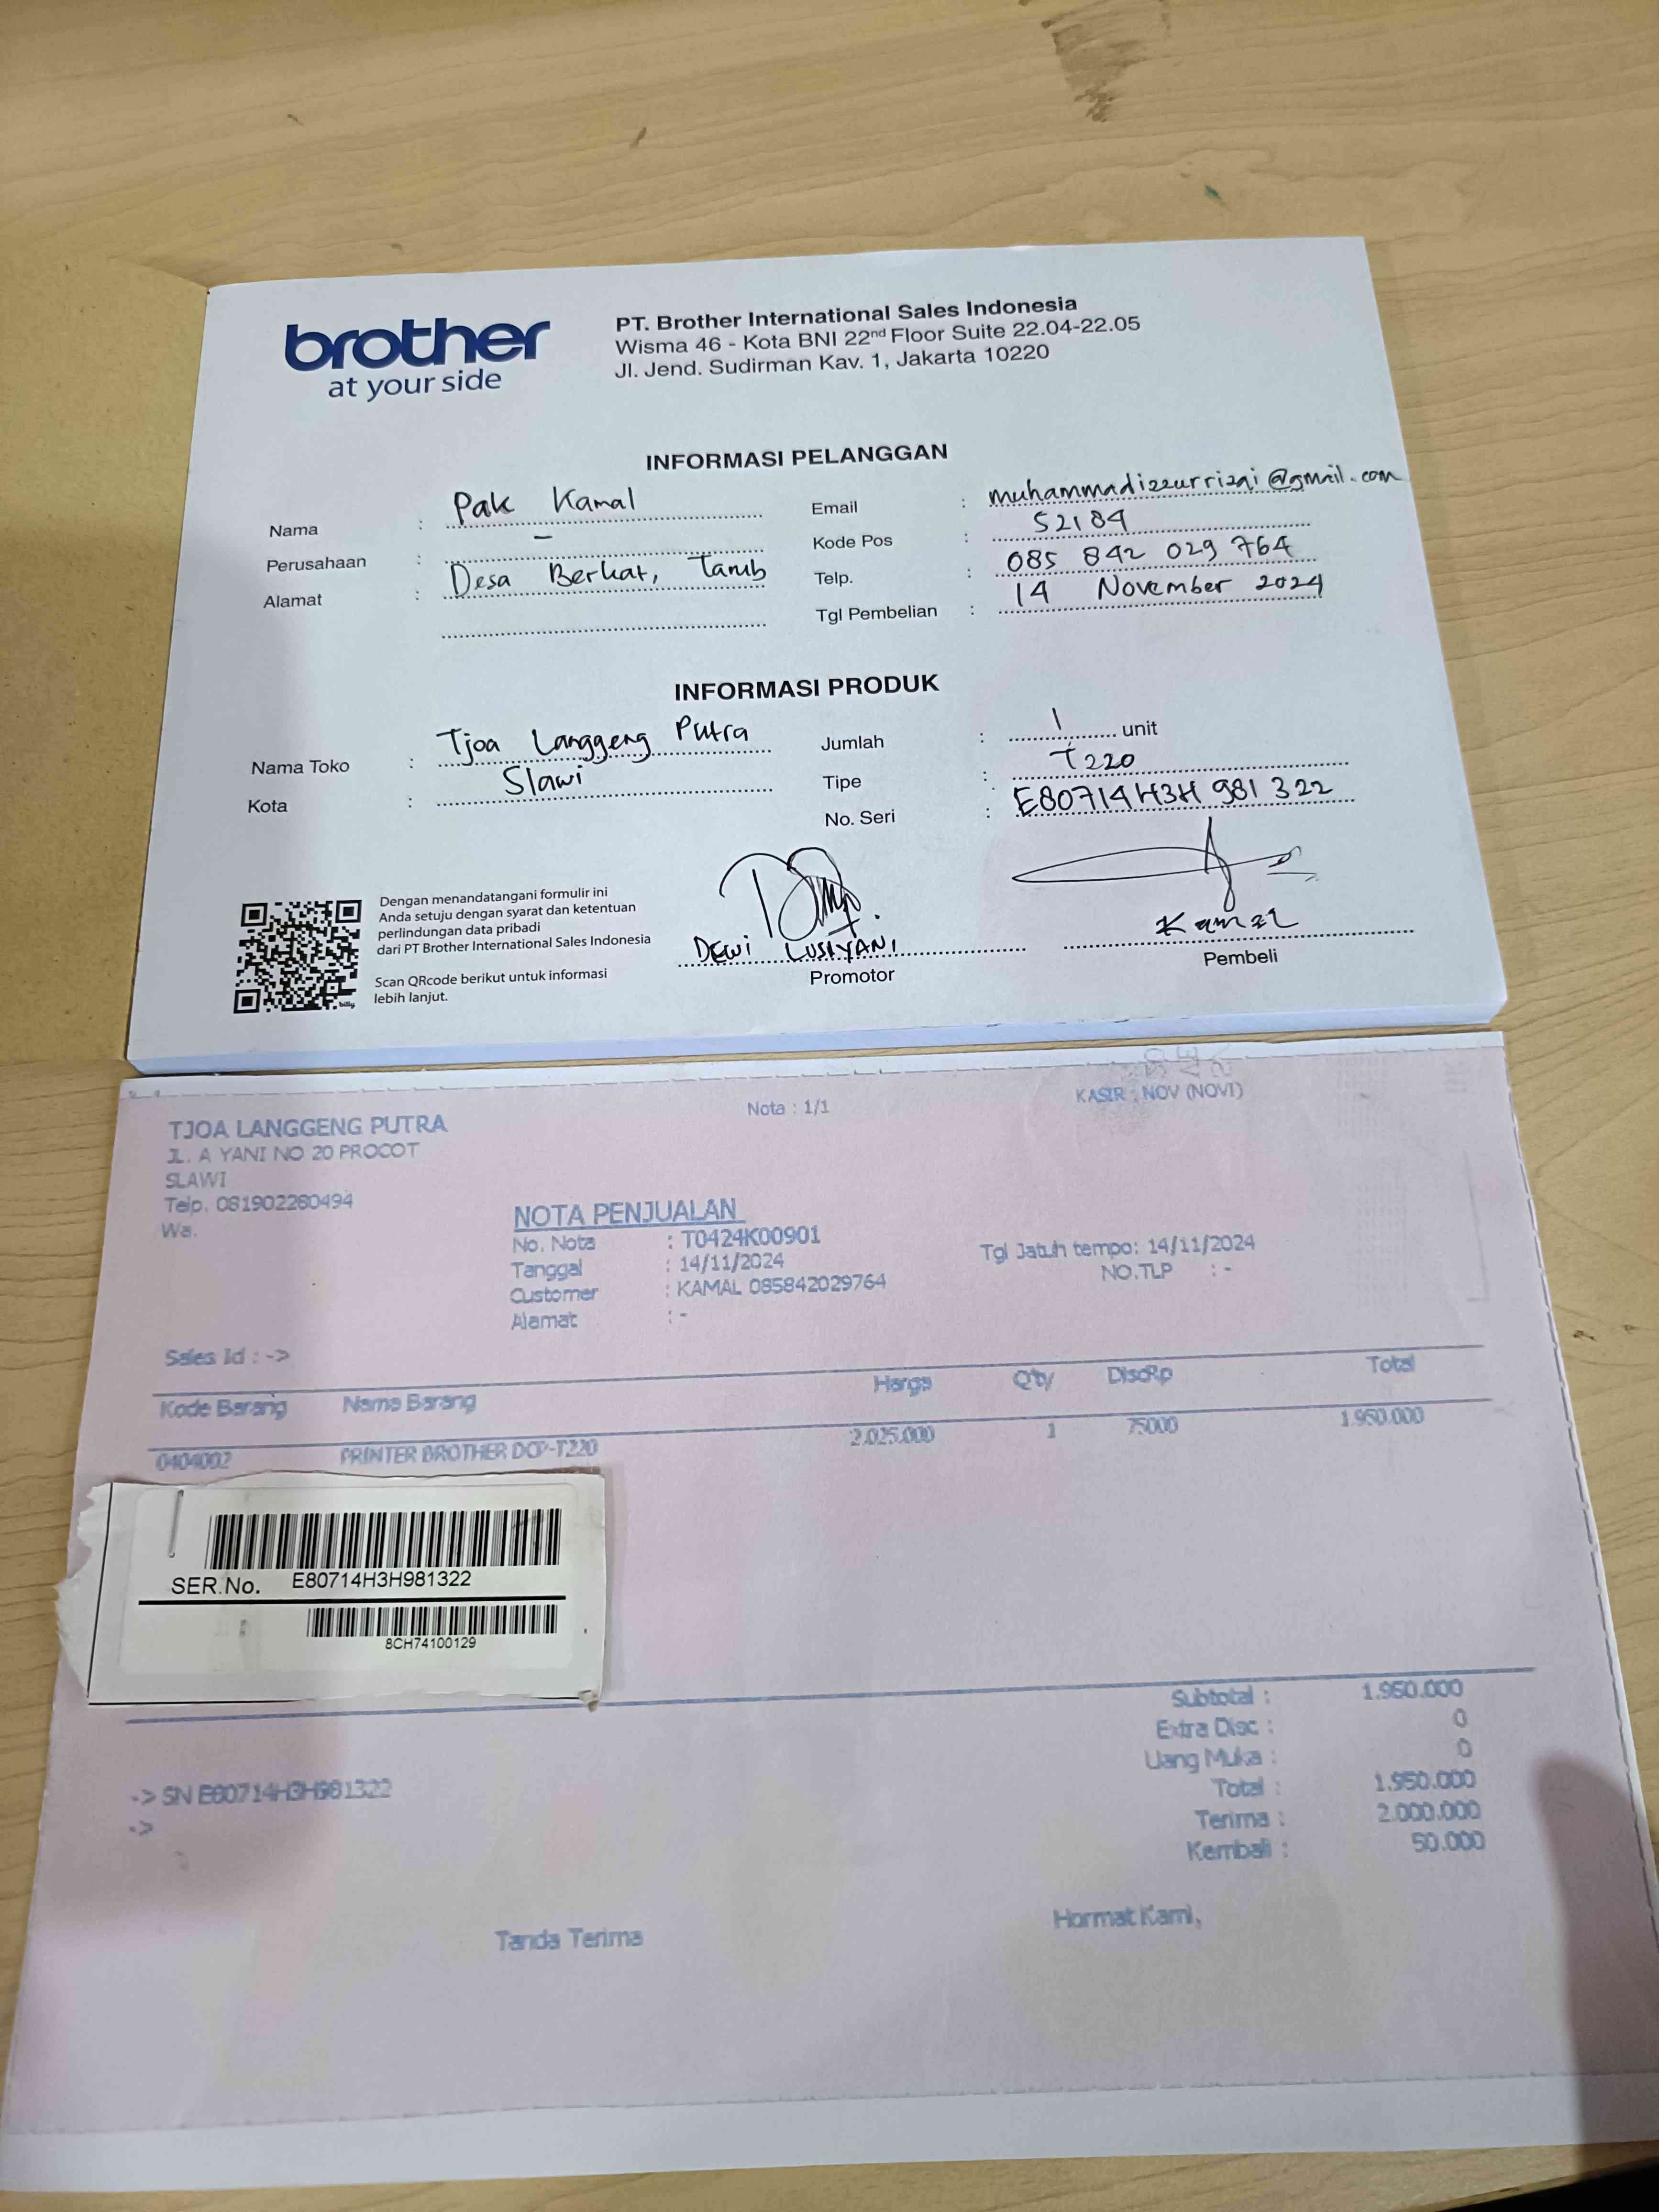 brother
at your side
PT. Brother International Sales Indonesia
Wisma 46 - Kota BNI 22nd Floor Suite 22.04-22.05
Jl. Jend. Sudirman Kav. 1, Jakarta 10220
INFORMASI PELANGGAN
Nama : Pak Kamal
Perusahaan : -
Alamat : Desa Berkat, Tarub
Email : muhammadizzurrizqi@gmail.com
Kode Pos : 52184
Telp. : 085 842 029 764
Tgl Pembelian : 14 November 2024
INFORMASI PRODUK
Nama Toko : Tjoa Langgeng Putra
Kota : Slawi
Jumlah : 1 unit
Tipe : T220
No. Seri : E80714H3H981322
Dengan menandatangani formulir ini
Anda setuju dengan syarat dan ketentuan
perlindungan data pribadi
dari PT Brother International Sales Indonesia
Scan QRcode berikut untuk informasi
lebih lanjut.
DEWI LUSIYANI
Promotor
Kamal
Pembeli
TJOA LANGGENG PUTRA
JL. A YANI NO 20 PROCOT
SLAWI
Telp. 081902260494
Wa.
Nota : 1/1
KASIR : NOV (NOVI)
NOTA PENJUALAN
No. Nota : T0424K00901
Tanggal : 14/11/2024
Customer : KAMAL 085842029764
Alamat : -
Tgl Jatuh tempo: 14/11/2024
NO.TLP : -
Sales Id : ->
Kode Barang Nama Barang Harga Qty DiscRp Total
0404002 PRINTER BROTHER DCP-T220 2.025.000 1 75000 1.950.000
SER.No. E80714H3H981322
8CH74100129
Subtotal : 1.950.000
Extra Disc : 0
Uang Muka : 0
Total : 1.950.000
Terima : 2.000.000
Kembali : 50.000
-> SN E80714H3H981322
->
Tanda Terima
Hormat Kami,